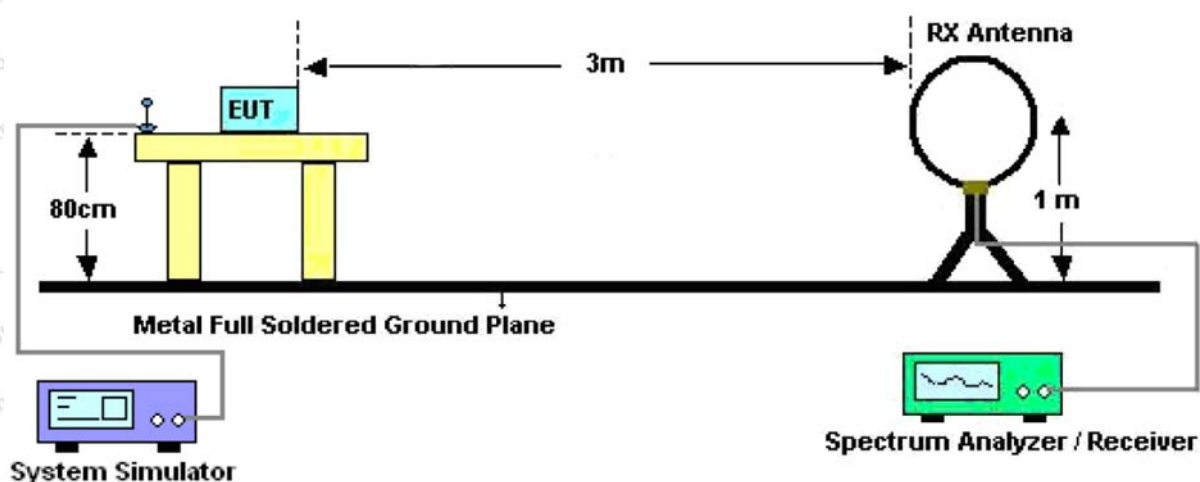 RX Antenna
3m
EUT
80cm
1 m
Metal Full Soldered Ground Plane
System Simulator
Spectrum Analyzer / Receiver